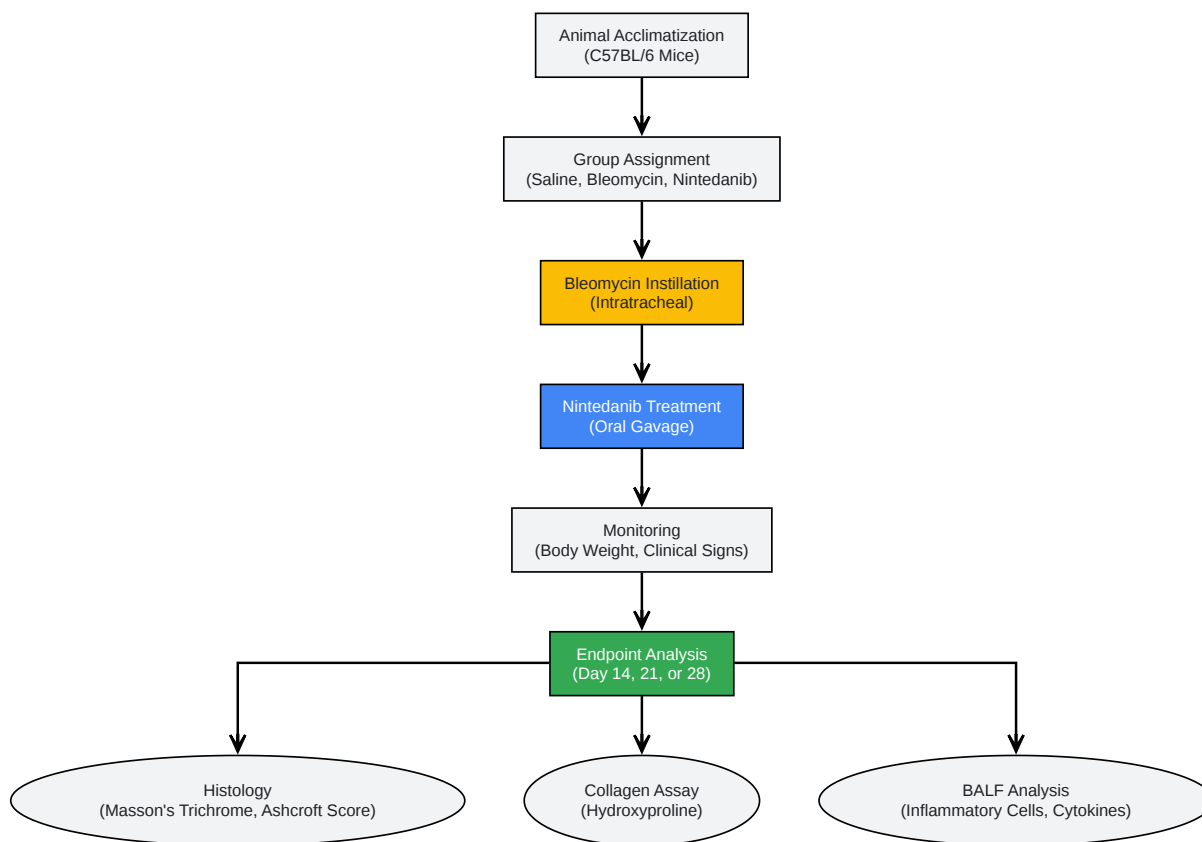 Animal Acclimatization
(C57BL/6 Mice)
Group Assignment
(Saline, Bleomycin, Nintedanib)
Bleomycin Instillation
(Intratracheal)
Nintedanib Treatment
(Oral Gavage)
Monitoring
(Body Weight, Clinical Signs)
Endpoint Analysis
(Day 14, 21, or 28)
Histology
(Masson's Trichrome, Ashcroft Score)
Collagen Assay
(Hydroxyproline)
BALF Analysis
(Inflammatory Cells, Cytokines)